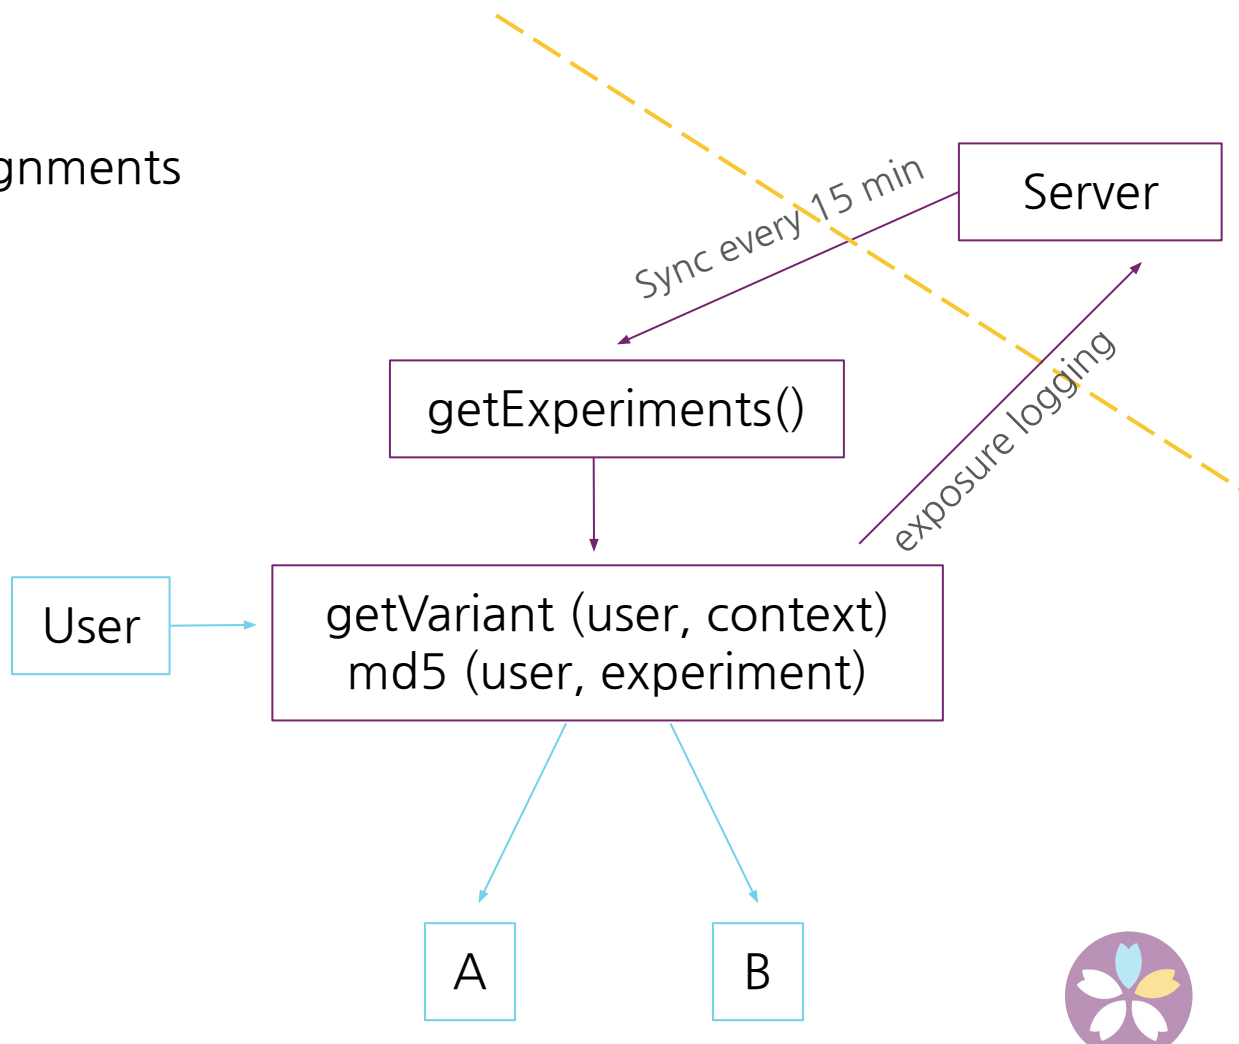 gnments
Server
Sync every 15 min
getExperiments()
exposure logging
User
getVariant (user, context)
md5 (user, experiment)
A
B